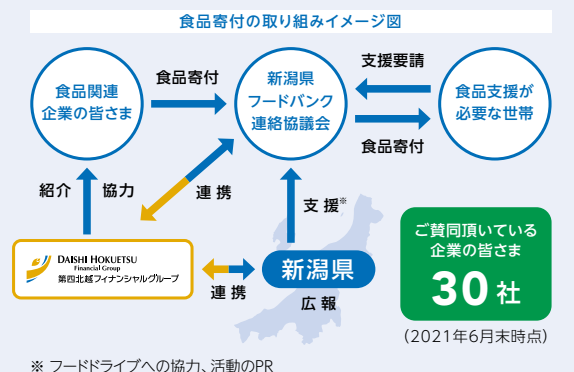 食品寄付の取り組みイメージ図
食品関連
企業の皆さま
食品寄付
新潟県
フードバンク
連絡協議会
支援要請
食品寄付
食品支援が
必要な世帯
紹介
協力
連携
支援※
DAISHI HOKUETSU
Financial Group
第四北越フィナンシャルグループ
連携
新潟県
広報
ご賛同頂いている
企業の皆さま
30社
(2021年6月末時点)
※ フードドライブへの協力、活動のPR